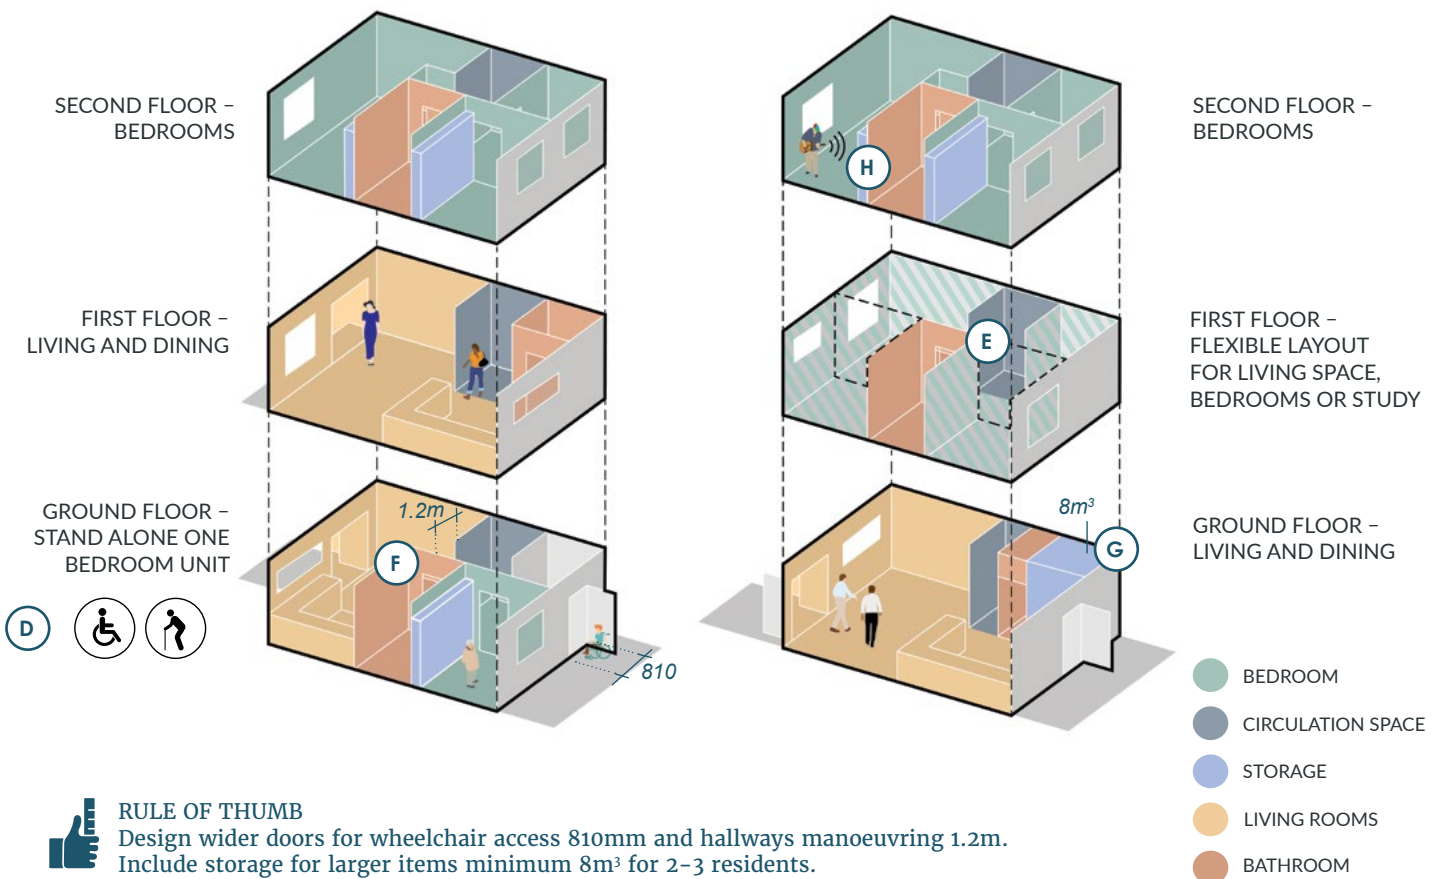 SECOND FLOOR –
BEDROOMS
FIRST FLOOR –
LIVING AND DINING
GROUND FLOOR –
STAND ALONE ONE
BEDROOM UNIT
D
1.2m
F
810
SECOND FLOOR –
BEDROOMS
H
FIRST FLOOR –
FLEXIBLE LAYOUT
FOR LIVING SPACE,
BEDROOMS OR STUDY
E
8m³
G
GROUND FLOOR –
LIVING AND DINING
BEDROOM
CIRCULATION SPACE
STORAGE
LIVING ROOMS
BATHROOM
RULE OF THUMB
Design wider doors for wheelchair access 810mm and hallways manoeuvring 1.2m.
Include storage for larger items minimum 8m³ for 2-3 residents.